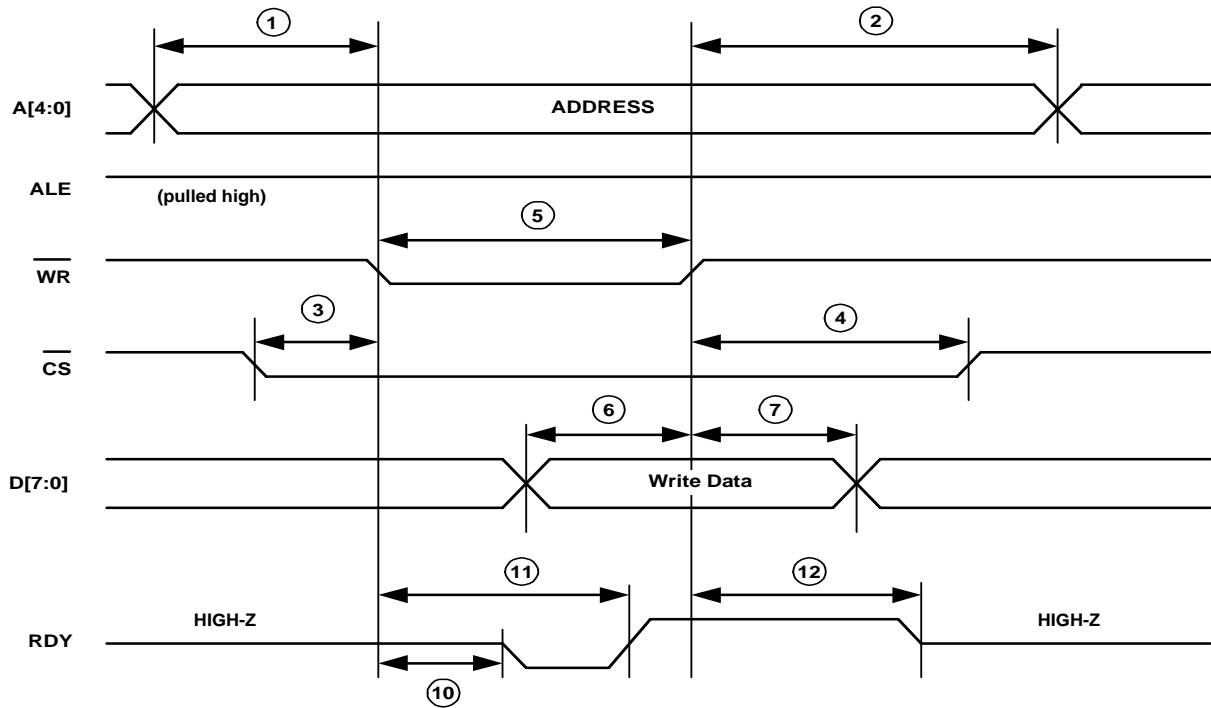 1
2
A[4:0]
ADDRESS
ALE
(pulled high)
5
WR
3
4
CS
6
7
D[7:0]
Write Data
11
12
HIGH-Z
HIGH-Z
RDY
10